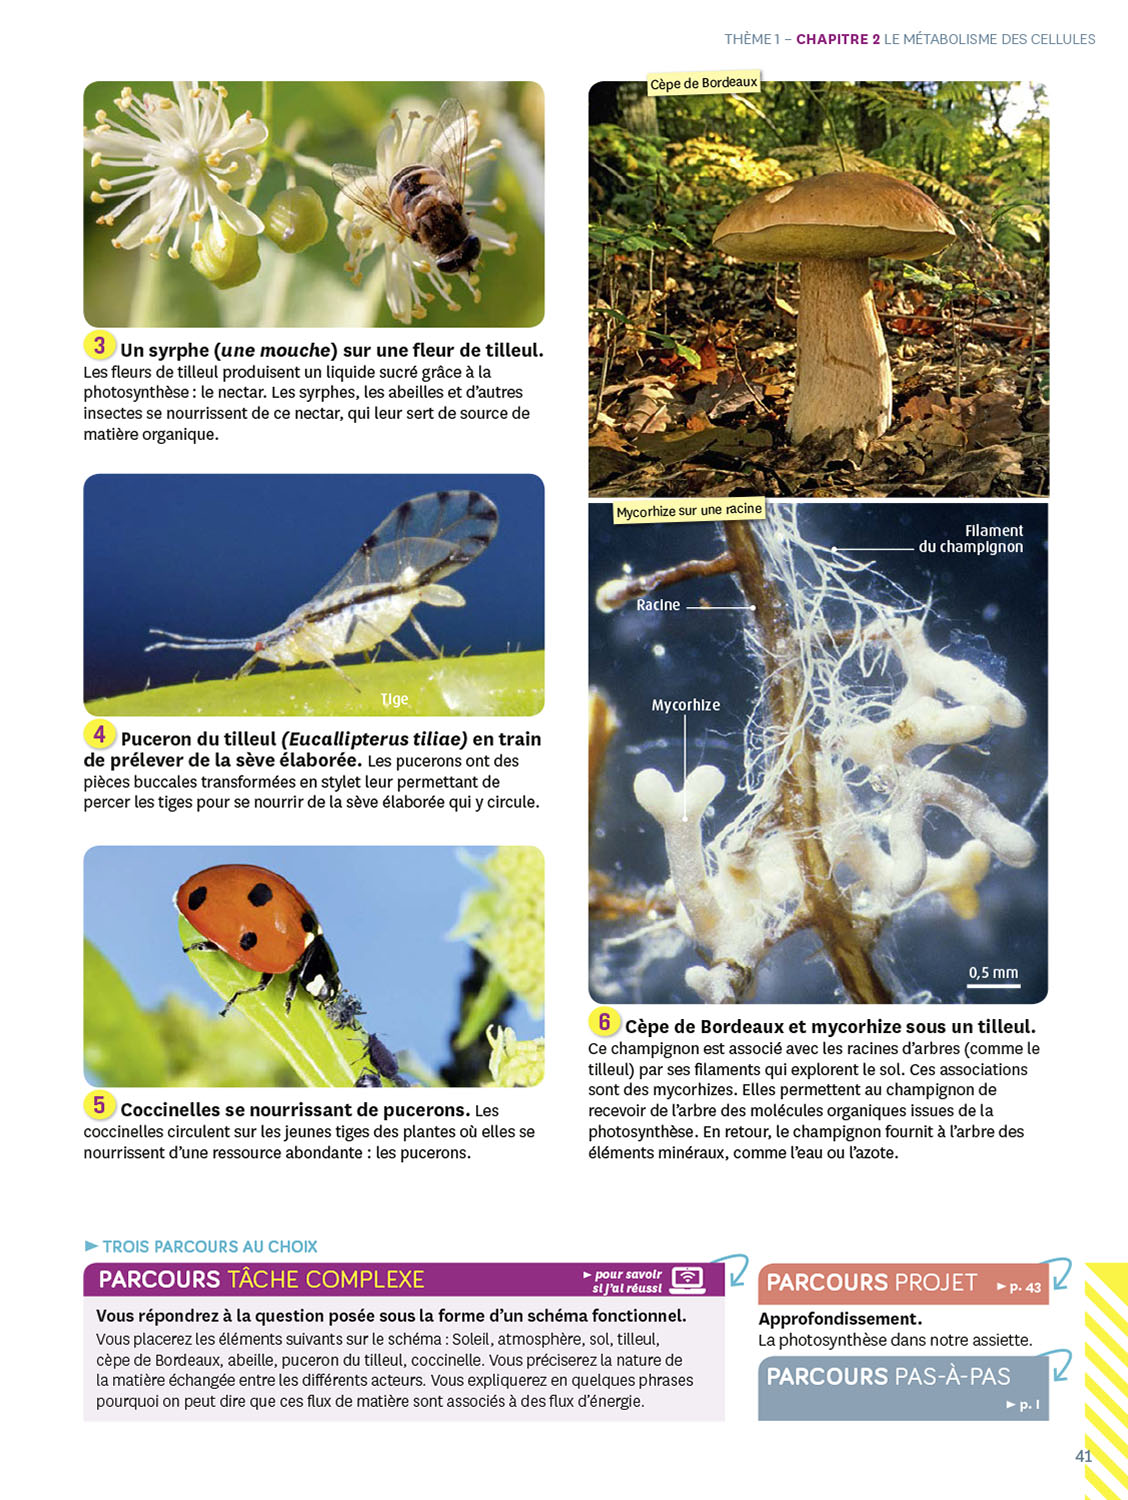 THÈME 1 – CHAPITRE 2 LE MÉTABOLISME DES CELLULES
3 Un syrphe (une mouche) sur une fleur de tilleul.
Les fleurs de tilleul produisent un liquide sucré grâce à la
photosynthèse : le nectar. Les syrphes, les abeilles et d’autres
insectes se nourrissent de ce nectar, qui leur sert de source de
matière organique.
Tige
4 Puceron du tilleul (Eucallipterus tiliae) en train
de prélever de la sève élaborée. Les pucerons ont des
pièces buccales transformées en stylet leur permettant de
percer les tiges pour se nourrir de la sève élaborée qui y circule.
5 Coccinelles se nourrissant de pucerons. Les
coccinelles circulent sur les jeunes tiges des plantes où elles se
nourrissent d’une ressource abondante : les pucerons.
Cèpe de Bordeaux
Mycorhize sur une racine
Filament
du champignon
Racine
Mycorhize
0,5 mm
6 Cèpe de Bordeaux et mycorhize sous un tilleul.
Ce champignon est associé avec les racines d’arbres (comme le
tilleul) par ses filaments qui explorent le sol. Ces associations
sont des mycorhizes. Elles permettent au champignon de
recevoir de l’arbre des molécules organiques issues de la
photosynthèse. En retour, le champignon fournit à l’arbre des
éléments minéraux, comme l’eau ou l’azote.
► TROIS PARCOURS AU CHOIX
PARCOURS TÂCHE COMPLEXE
► pour savoir
si j’ai réussi
Vous répondrez à la question posée sous la forme d’un schéma fonctionnel.
Vous placerez les éléments suivants sur le schéma : Soleil, atmosphère, sol, tilleul,
cèpe de Bordeaux, abeille, puceron du tilleul, coccinelle. Vous préciserez la nature de
la matière échangée entre les différents acteurs. Vous expliquerez en quelques phrases
pourquoi on peut dire que ces flux de matière sont associés à des flux d’énergie.
PARCOURS PROJET ► p. 43
Approfondissement.
La photosynthèse dans notre assiette.
PARCOURS PAS-À-PAS
► p. I
41